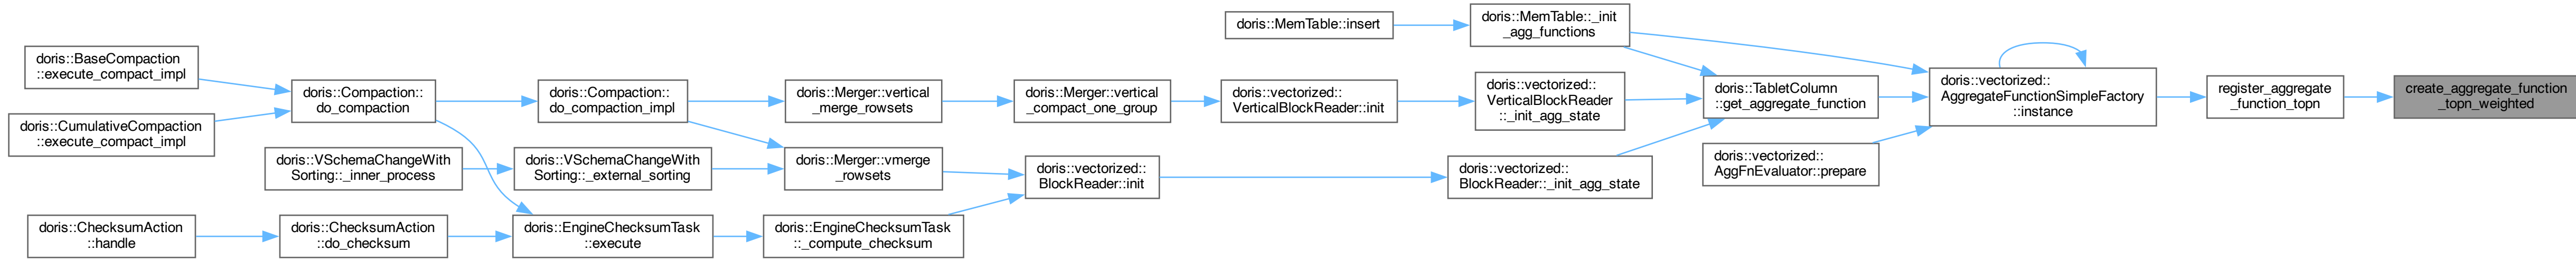 doris::BaseCompaction
::execute_compact_impl
doris::CumulativeCompaction
::execute_compact_impl
doris::Compaction::
do_compaction
doris::VSchemaChangeWith
Sorting::_inner_process
doris::ChecksumAction
::handle
doris::ChecksumAction
::do_checksum
doris::Compaction::
do_compaction_impl
doris::VSchemaChangeWith
Sorting::_external_sorting
doris::EngineChecksumTask
::execute
doris::Merger::vertical
_merge_rowsets
doris::Merger::vmerge
_rowsets
doris::EngineChecksumTask
::_compute_checksum
doris::Merger::vertical
_compact_one_group
doris::vectorized::
BlockReader::init
doris::MemTable::insert
doris::vectorized::
VerticalBlockReader::init
doris::MemTable::_init
_agg_functions
doris::vectorized::
VerticalBlockReader
::_init_agg_state
doris::vectorized::
BlockReader::_init_agg_state
doris::TabletColumn
::get_aggregate_function
doris::vectorized::
AggFnEvaluator::prepare
doris::vectorized::
AggregateFunctionSimpleFactory
::instance
register_aggregate
_function_topn
create_aggregate_function
_topn_weighted